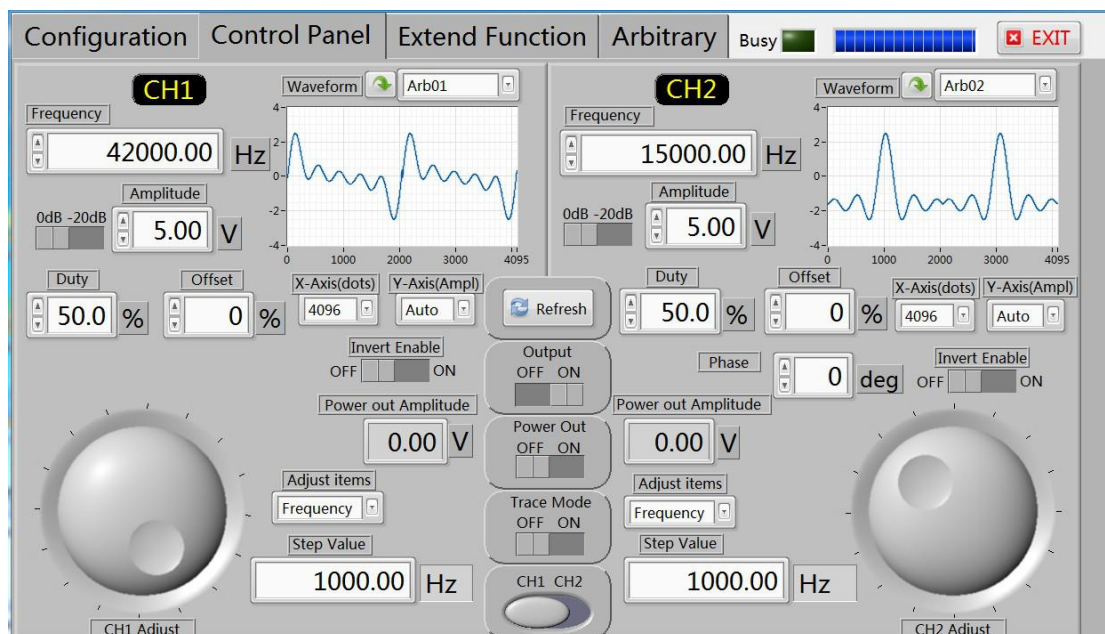 Configuration
Control Panel
Extend Function
Arbitrary
Busy
EXIT
CH1
Waveform
Arb01
Frequency
42000.00 Hz
Amplitude
0dB -20dB
5.00 V
4
2
0
-2
-4
0 1000 2000 3000 4095
Duty
50.0 %
Offset
0 %
X-Axis(dots)
4096
Y-Axis(Ampl)
Auto
Invert Enable
OFF ON
Power out Amplitude
0.00 V
Adjust items
Frequency
Step Value
1000.00 Hz
CH1 Adjust
Refresh
Output
OFF ON
Power Out
OFF ON
Trace Mode
OFF ON
CH1 CH2
CH2
Waveform
Arb02
Frequency
15000.00 Hz
Amplitude
0dB -20dB
5.00 V
4
2
0
-2
-4
0 1000 2000 3000 4095
Duty
50.0 %
Offset
0 %
X-Axis(dots)
4096
Y-Axis(Ampl)
Auto
Phase
0 deg
Invert Enable
OFF ON
Power out Amplitude
0.00 V
Adjust items
Frequency
Step Value
1000.00 Hz
CH2 Adjust